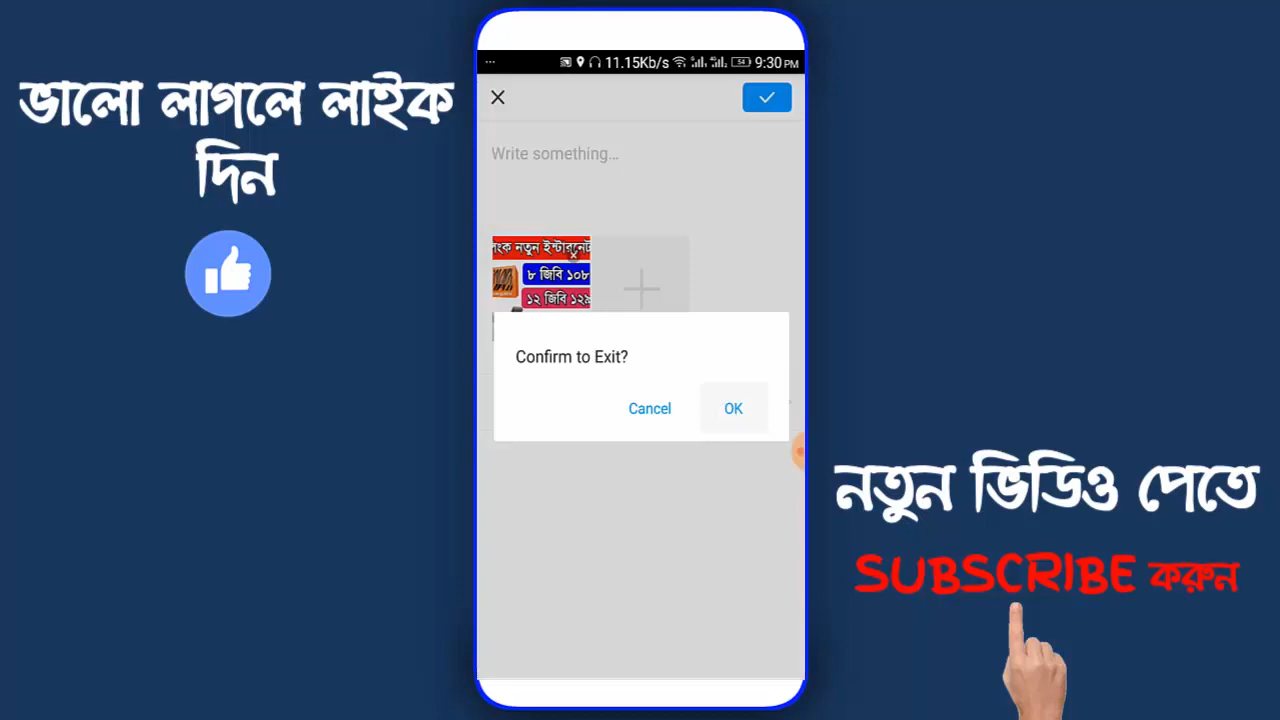 ভালো লাগলে লাইক
দিন
... 11.15Kb/s 54 9:30 PM
Write something...
নতুন ইন্টারনেট
৮ জিবি ১০৮
১২ জিবি ১২৯
Confirm to Exit?
Cancel OK
নতুন ভিডিও পেতে
SUBSCRIBE করুন